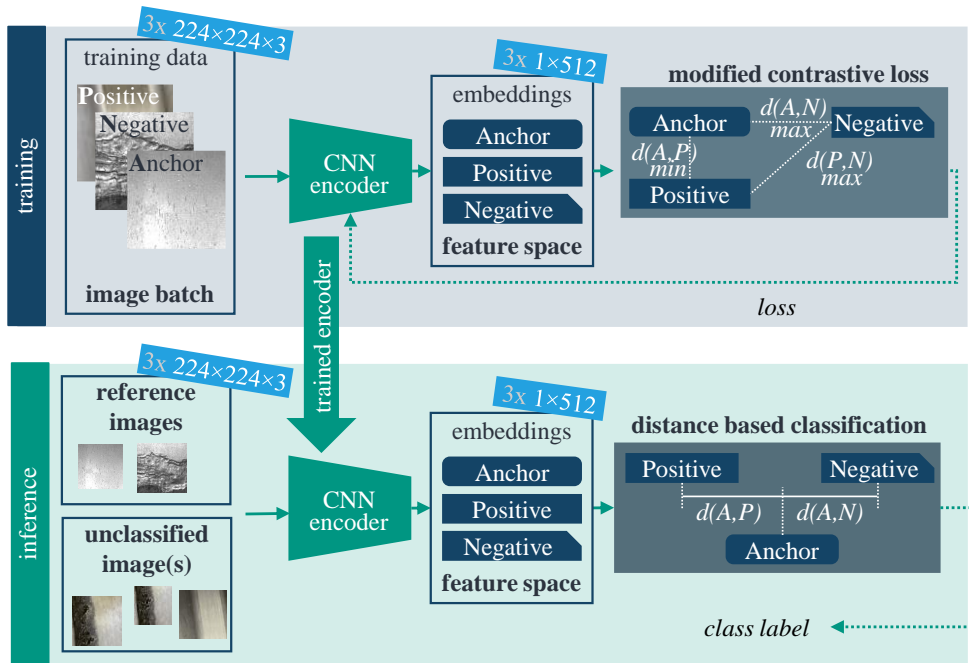 training
3x 224×224×3
training data
Positive
Negative
Anchor
image batch
CNN
encoder
3x 1×512
embeddings
Anchor
Positive
Negative
feature space
modified contrastive loss
Anchor
d(A,N)
max
Negative
d(A,P)
min
d(P,N)
max
Positive
loss
trained encoder
inference
3x 224×224×3
reference
images
unclassified
image(s)
CNN
encoder
3x 1×512
embeddings
Anchor
Positive
Negative
feature space
distance based classification
Positive
Negative
d(A,P)
d(A,N)
Anchor
class label